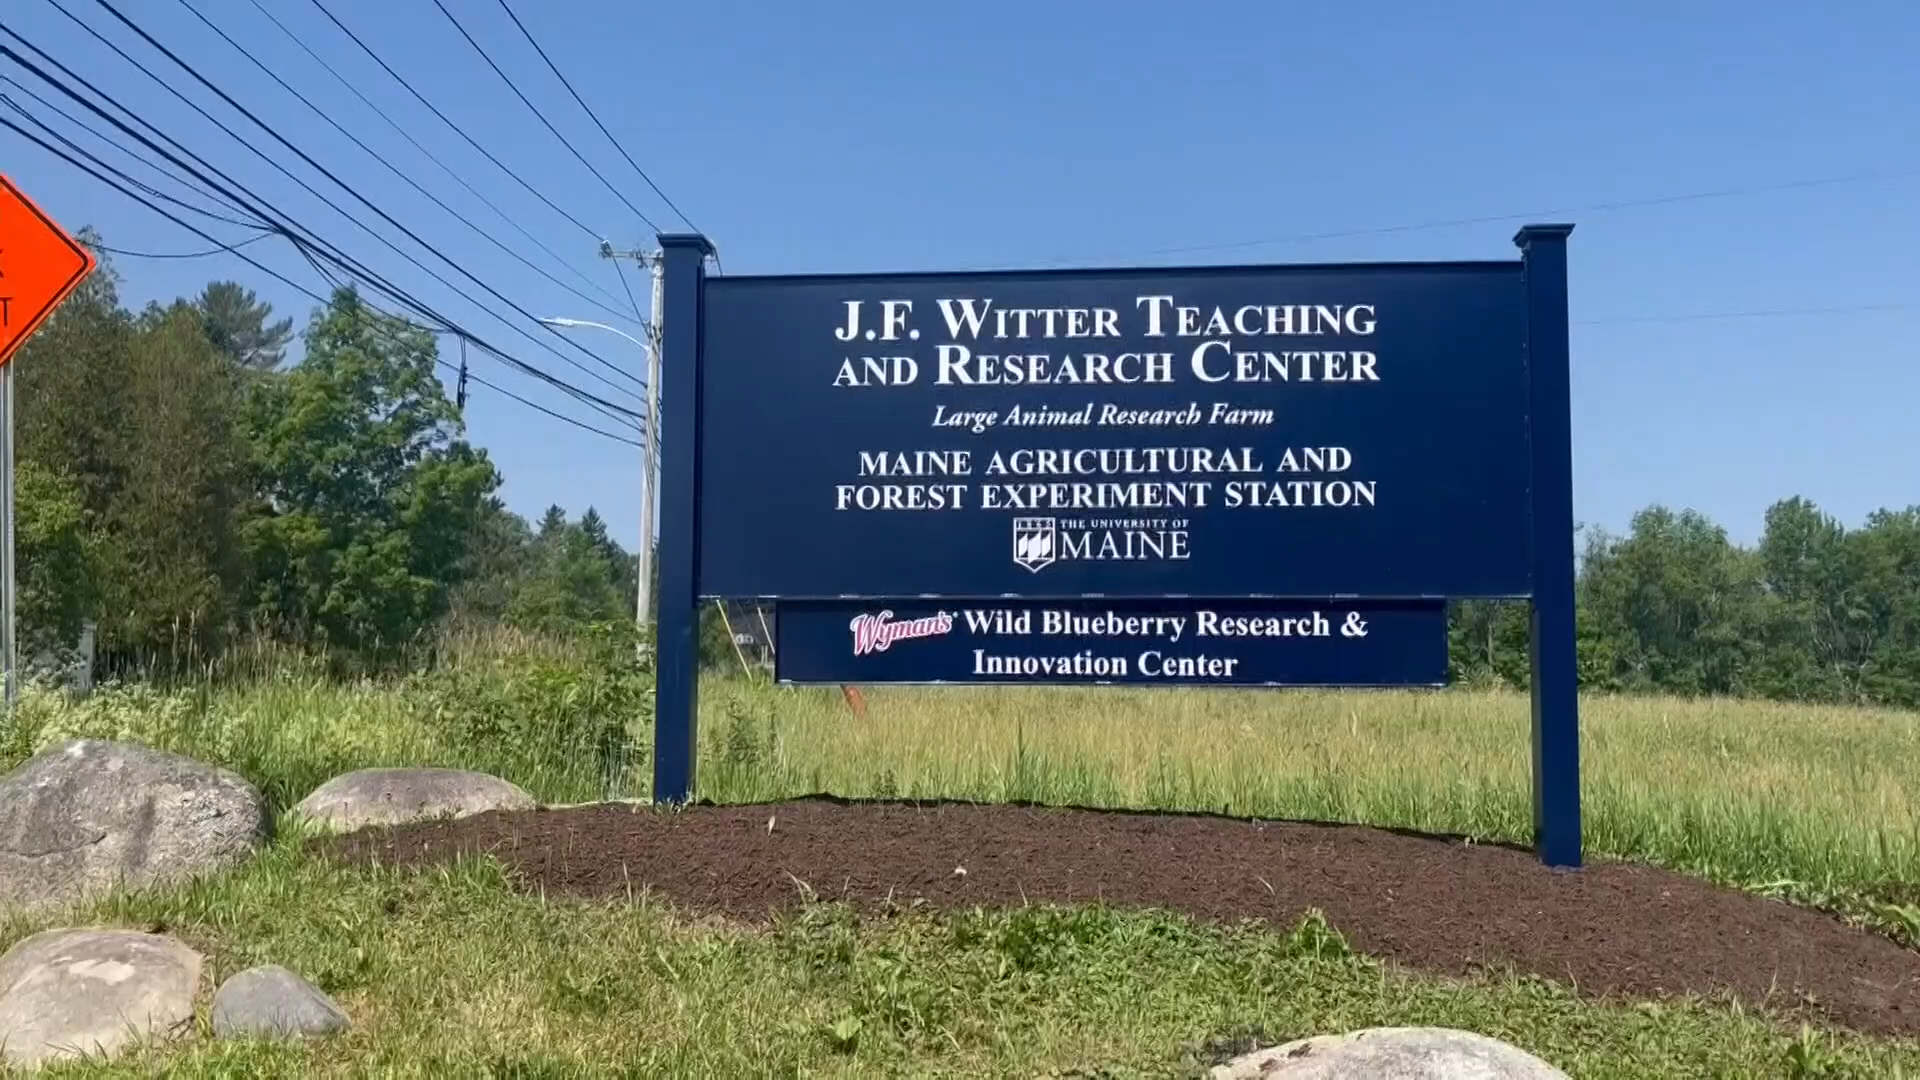 J.F. WITTER TEACHING
AND RESEARCH CENTER
Large Animal Research Farm
MAINE AGRICULTURAL AND
FOREST EXPERIMENT STATION
1865
THE UNIVERSITY OF
MAINE
Wyman's Wild Blueberry Research &
Innovation Center